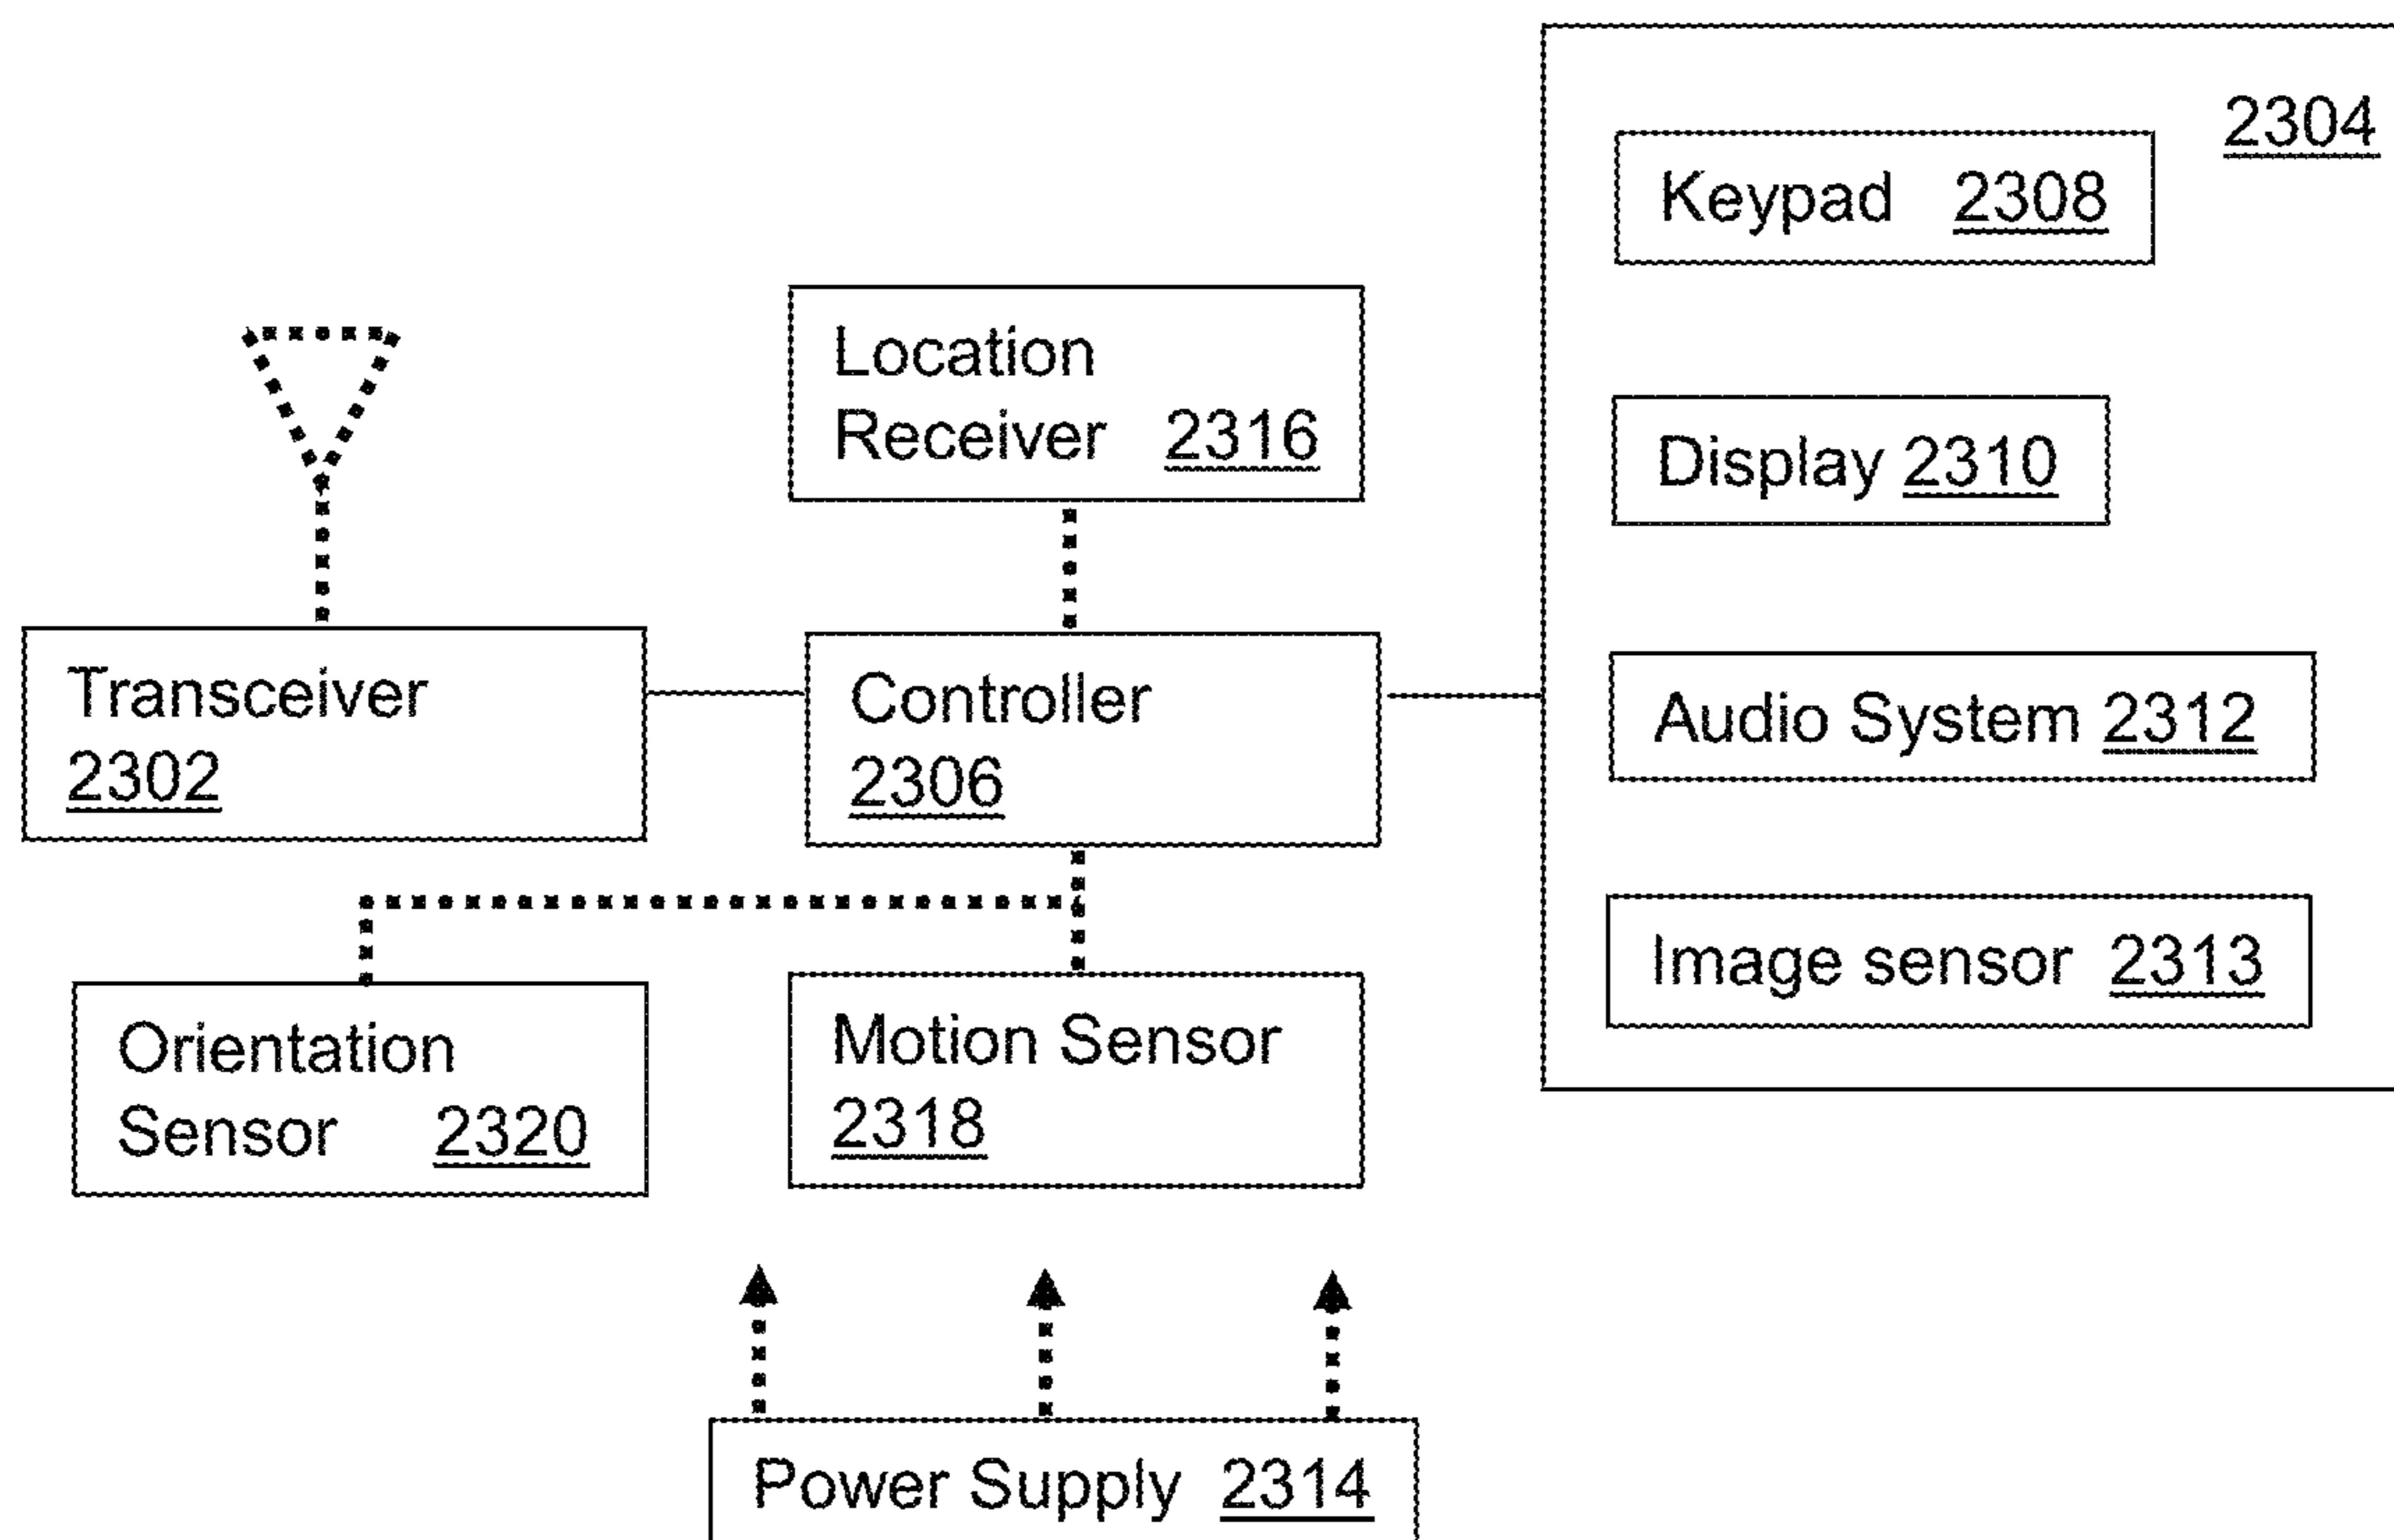 2304
Keypad 2308
Location
Receiver 2316
Display 2310
Transceiver
2302
Controller
2306
Audio System 2312
Image sensor 2313
Orientation
Sensor 2320
Motion Sensor
2318
Power Supply 2314